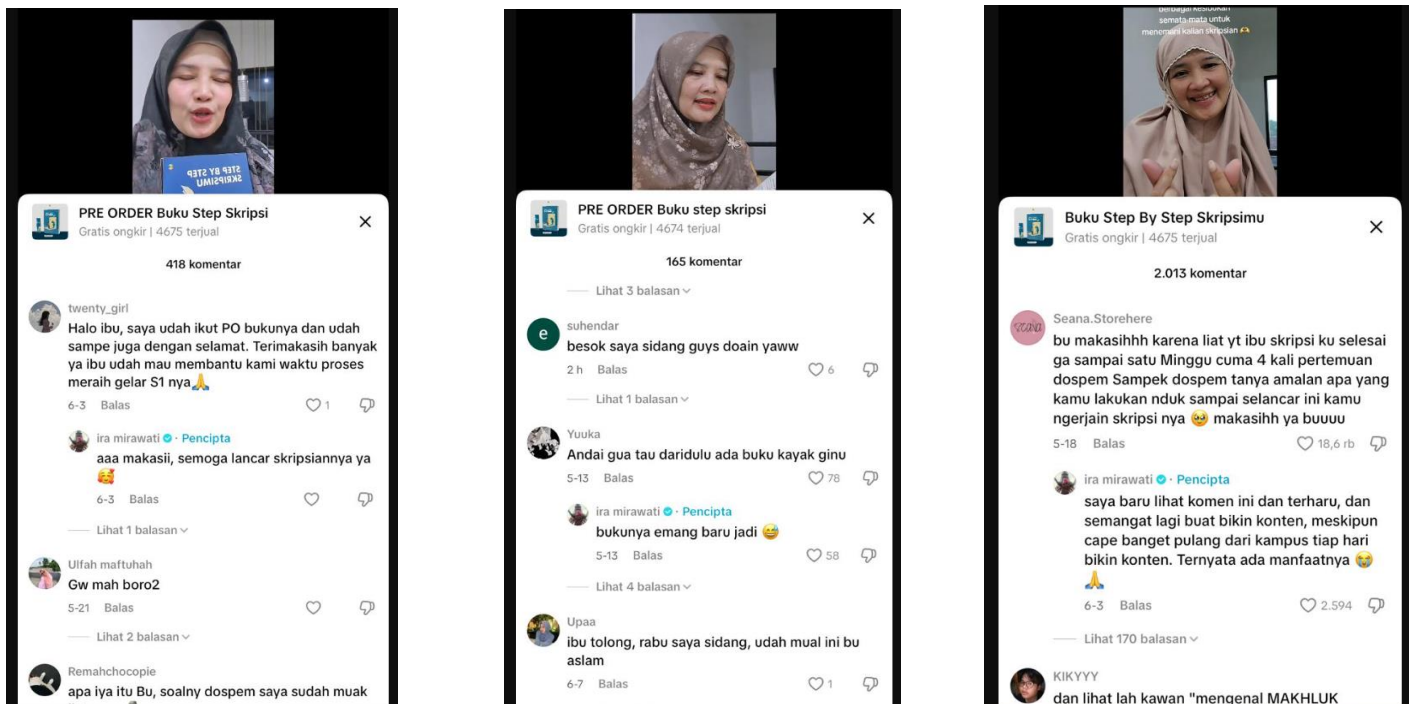 STEP BY STEP
SKRIPSIMU
PRE ORDER Buku Step Skripsi
Gratis ongkir | 4675 terjual
418 komentar
twenty_girl
Halo ibu, saya udah ikut PO bukunya dan udah
sampe juga dengan selamat. Terimakasih banyak
ya ibu udah mau membantu kami waktu proses
meraih gelar S1 nya🙏
6-3 Balas
1
ira mirawati · Pencipta
aaa makasii, semoga lancar skripsiannya ya
🥰
6-3 Balas
Lihat 1 balasan
Ulfah maftuhah
Gw mah boro2
5-21 Balas
Lihat 2 balasan
Remahchocopie
apa iya itu Bu, soalny dospem saya sudah muak
PRE ORDER Buku step skripsi
Gratis ongkir | 4674 terjual
165 komentar
Lihat 3 balasan
e
suhendar
besok saya sidang guys doain yaww
2 h Balas
6
Lihat 1 balasan
Yuuka
Andai gua tau daridulu ada buku kayak ginu
5-13 Balas
78
ira mirawati · Pencipta
bukunya emang baru jadi 😅
5-13 Balas
58
Lihat 4 balasan
Upaa
ibu tolong, rabu saya sidang, udah mual ini bu
aslam
6-7 Balas
1
berbagai kesibukan
semata-mata untuk
menemani kalian skripsian 🫶
Buku Step By Step Skripsimu
Gratis ongkir | 4675 terjual
2.013 komentar
Seana.Storehere
bu makasihhh karena liat yt ibu skripsi ku selesai
ga sampai satu Minggu cuma 4 kali pertemuan
dospem Sampek dospem tanya amalan apa yang
kamu lakukan nduk sampai selancar ini kamu
ngerjain skripsi nya 🥹 makasihh ya buuuu
5-18 Balas
18,6 rb
ira mirawati · Pencipta
saya baru lihat komen ini dan terharu, dan
semangat lagi buat bikin konten, meskipun
cape banget pulang dari kampus tiap hari
bikin konten. Ternyata ada manfaatnya 😭
🙏
6-3 Balas
2.594
Lihat 170 balasan
KIKYYY
dan lihat lah kawan "mengenal MAKHLUK